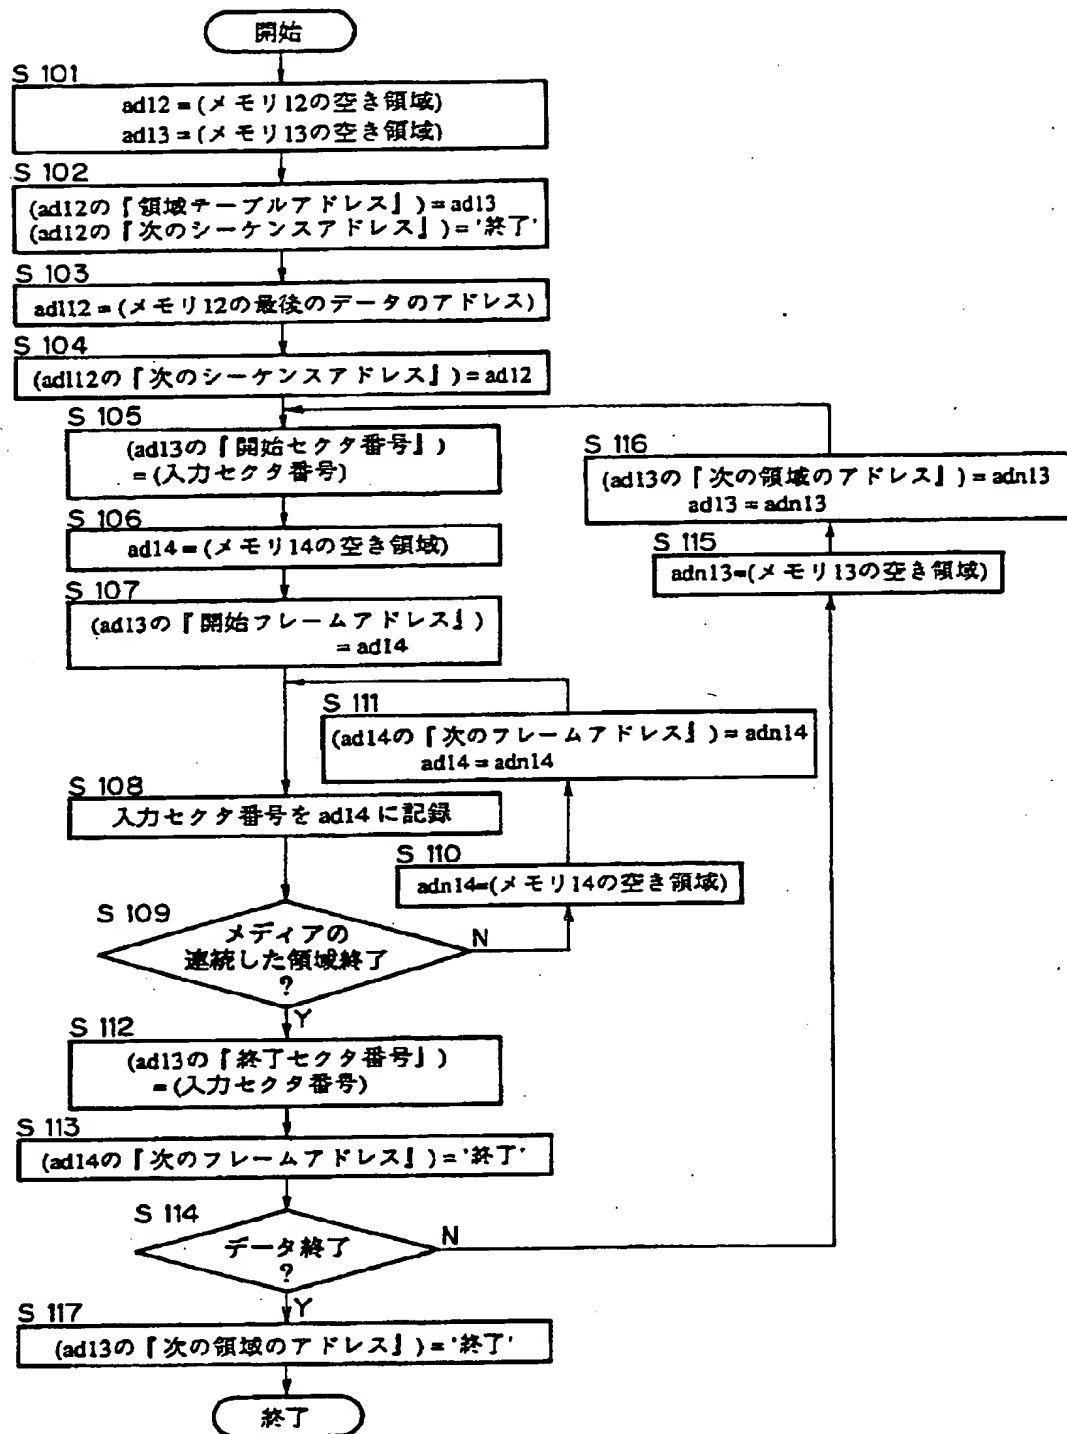 開始
S 101
ad12=(メモリ12の空き領域)
ad13=(メモリ13の空き領域)
S 102
(ad12の『領域テーブルアドレス』)=ad13
(ad12の『次のシーケンスアドレス』)='終了'
S 103
adl12=(メモリ12の最後のデータのアドレス)
S 104
(adl12の『次のシーケンスアドレス』)=ad12
S 105
(ad13の『開始セクタ番号』)
=(入力セクタ番号)
S 106
ad14=(メモリ14の空き領域)
S 107
(ad13の『開始フレームアドレス』)
=ad14
S 116
(ad13の『次の領域のアドレス』)=adn13
ad13=adn13
S 115
adn13=(メモリ13の空き領域)
S 111
(ad14の『次のフレームアドレス』)=adn14
ad14=adn14
S 108
入力セクタ番号をad14に記録
S 110
adn14=(メモリ14の空き領域)
S 109
メディアの
連続した領域終了
?
N
Y
S 112
(ad13の『終了セクタ番号』)
=(入力セクタ番号)
S 113
(ad14の『次のフレームアドレス』)='終了'
S 114
データ終了
?
N
Y
S 117
(ad13の『次の領域のアドレス』)='終了'
終了